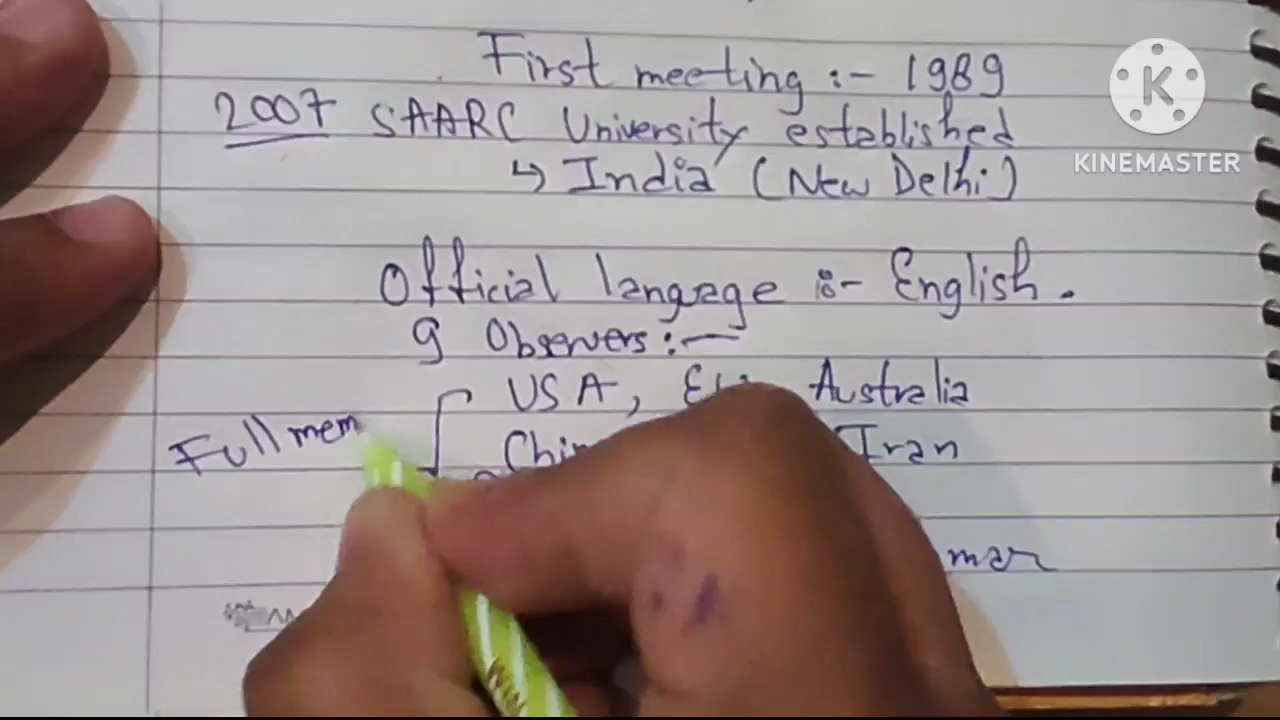 First meeting :- 1989
2007 SAARC University established
↳ India (New Delhi)
Official langage :- English.
9 Observers :-
USA, Australia
Iran
Full mem
KINEMASTER